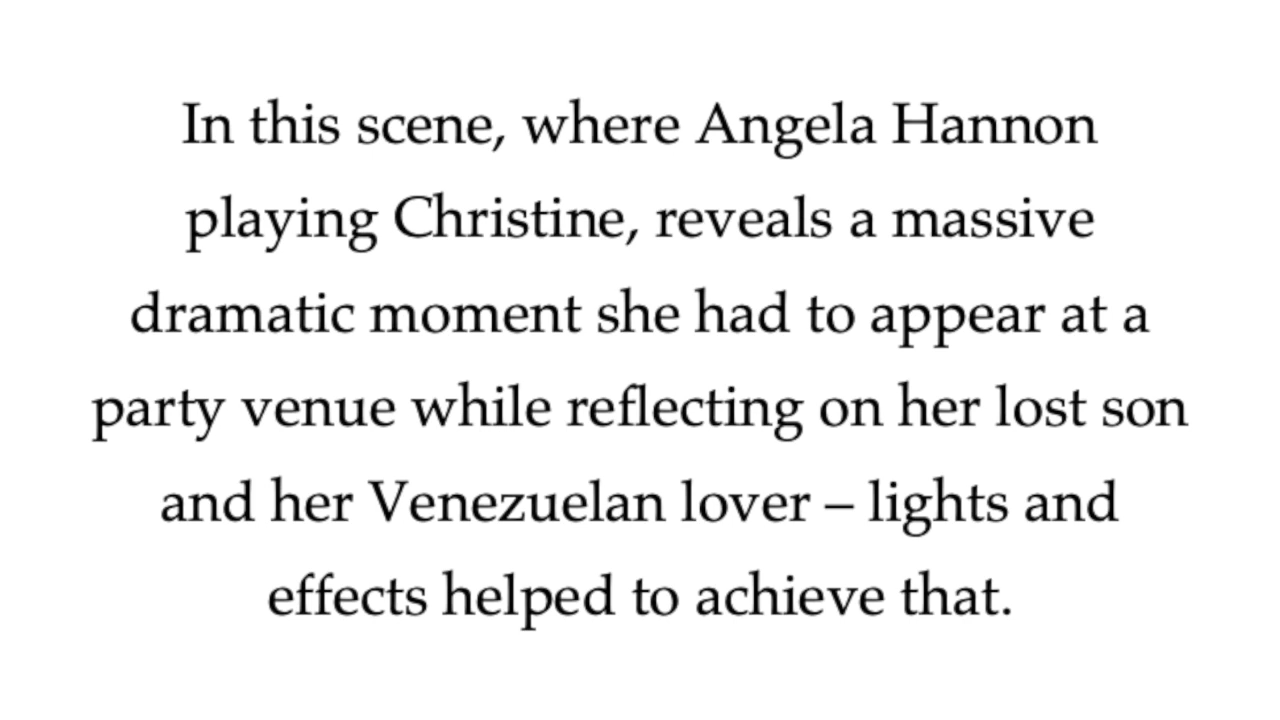 In this scene, where Angela Hannon
playing Christine, reveals a massive
dramatic moment she had to appear at a
party venue while reflecting on her lost son
and her Venezuelan lover – lights and
effects helped to achieve that.